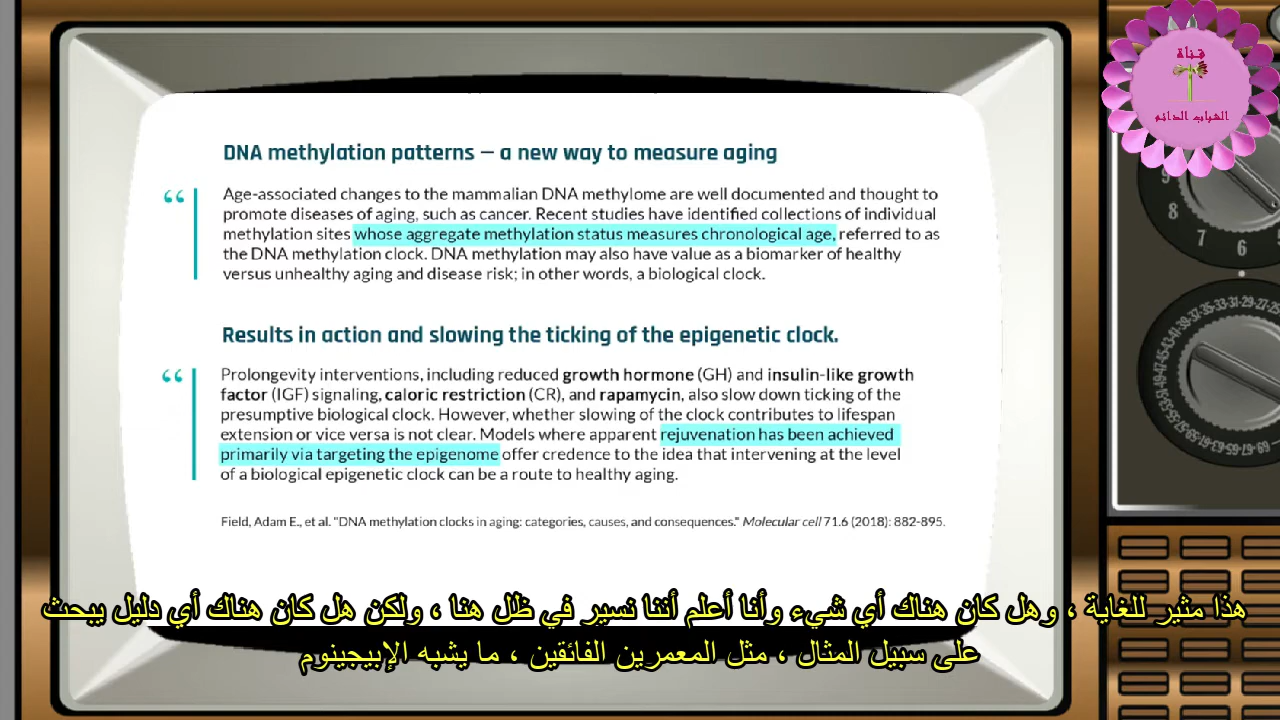 قناة
الشباب الدائم
DNA methylation patterns — a new way to measure aging
“ Age-associated changes to the mammalian DNA methylome are well documented and thought to
promote diseases of aging, such as cancer. Recent studies have identified collections of individual
methylation sites whose aggregate methylation status measures chronological age, referred to as
the DNA methylation clock. DNA methylation may also have value as a biomarker of healthy
versus unhealthy aging and disease risk; in other words, a biological clock.
Results in action and slowing the ticking of the epigenetic clock.
“ Prolongevity interventions, including reduced growth hormone (GH) and insulin-like growth
factor (IGF) signaling, caloric restriction (CR), and rapamycin, also slow down ticking of the
presumptive biological clock. However, whether slowing of the clock contributes to lifespan
extension or vice versa is not clear. Models where apparent rejuvenation has been achieved
primarily via targeting the epigenome offer credence to the idea that intervening at the level
of a biological epigenetic clock can be a route to healthy aging.
Field, Adam E., et al. "DNA methylation clocks in aging: categories, causes, and consequences." Molecular cell 71.6 (2018): 882-895.
8
7
6
هذا مثير للغاية ، وهل كان هناك أي شيء وأنا أعلم أننا نسير في ظل هنا ، ولكن هل كان هناك أي دليل يبحث
على سبيل المثال ، مثل المعمرين الفائقين ، ما يشبه الإبيجينوم